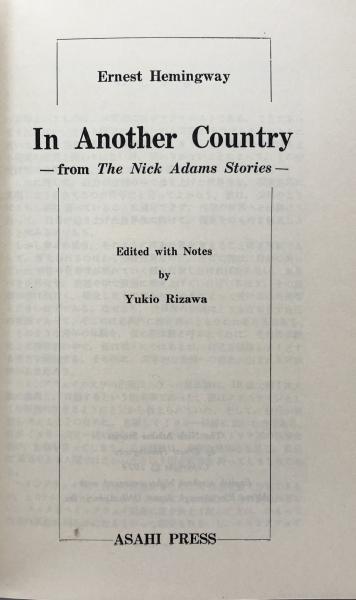 Ernest Hemingway
In Another Country
—from The Nick Adams Stories—
Edited with Notes
by
Yukio Rizawa
ASAHI PRESS